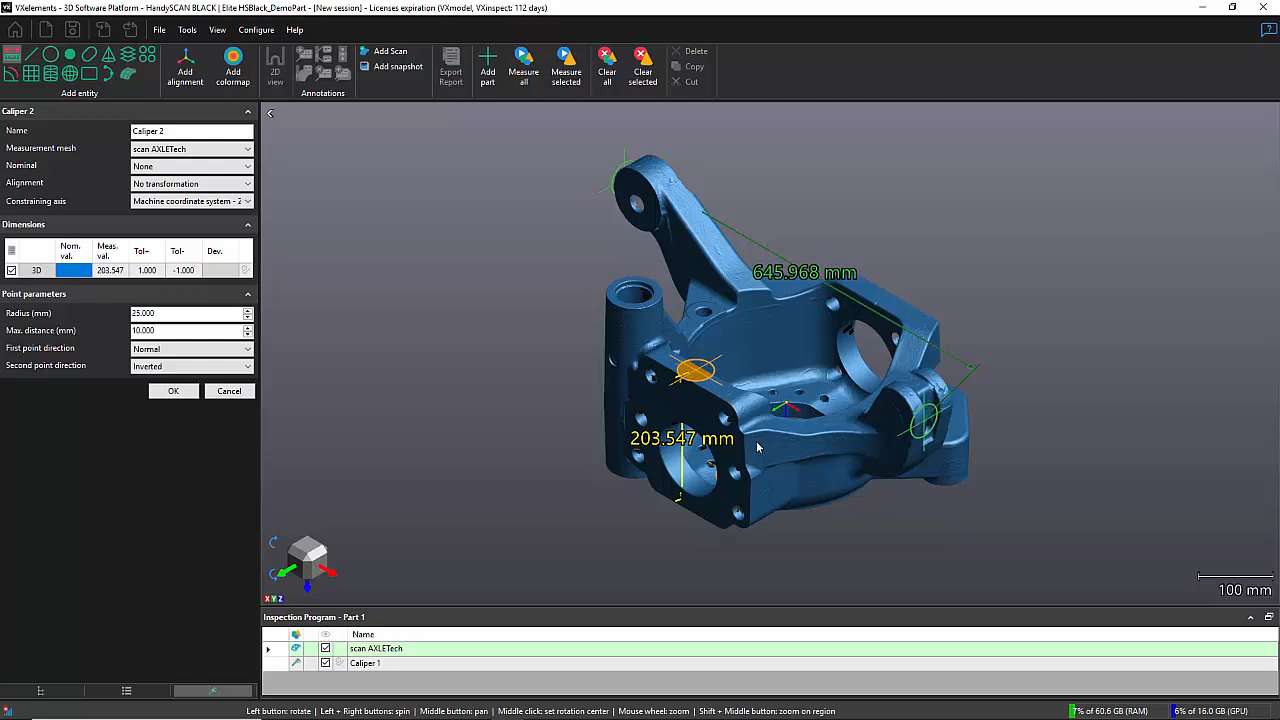 VXelements - 3D Software Platform - HandySCAN BLACK | Elite HSBlack_DemoPart - [New session] - Licenses expiration (VXmodel, VXinspect: 112 days)
File Tools View Configure Help
Add entity
Add alignment
Add colormap
2D view
Annotations
Add Scan
Add snapshot
Export Report
Add part
Measure all
Measure selected
Clear all
Clear selected
Delete
Copy
Cut
Caliper 2
Name Caliper 2
Measurement mesh scan AXLETech
Nominal None
Alignment No transformation
Constraining axis Machine coordinate system - Z
Dimensions
Nom. val. Meas. val. Tol+ Tol- Dev.
3D 203.547 1.000 -1.000
Point parameters
Radius (mm) 25.000
Max. distance (mm) 10.000
First point direction Normal
Second point direction Inverted
OK Cancel
645.968 mm
203.547 mm
X Y Z
100 mm
Inspection Program - Part 1
Name
scan AXLETech
Caliper 1
Left button: rotate | Left + Right buttons: spin | Middle button: pan | Middle click: set rotation center | Mouse wheel: zoom | Shift + Middle button: zoom on region
7% of 60.6 GB (RAM) 6% of 16.0 GB (GPU)